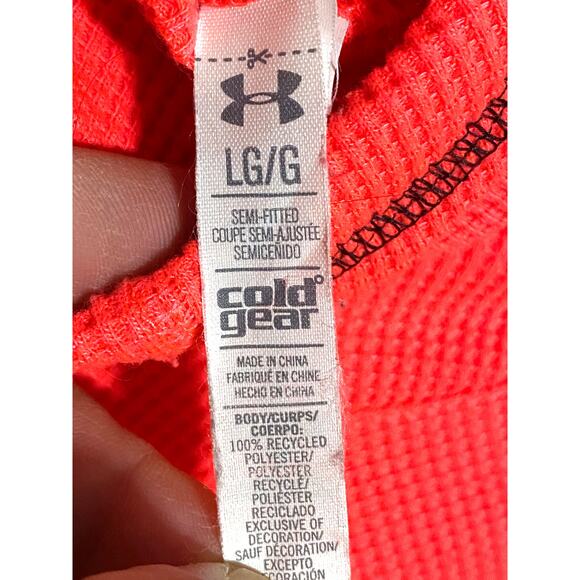 LG/G
SEMI-FITTED
COUPE SEMI-AJUSTÉE
SEMICEÑIDO
cold
gear
MADE IN CHINA
FABRIQUÉ EN CHINE
HECHO EN CHINA
BODY/CURPS/
COERPO:
100% RECYCLED
POLYESTER/
POLYESTER
RECYCLÉ/
POLIÉSTER
RECICLADO
EXCLUSIVE OF
DECORATION/
SAUF DÉCORATION/
EXCEPTO
DECORACIÓN